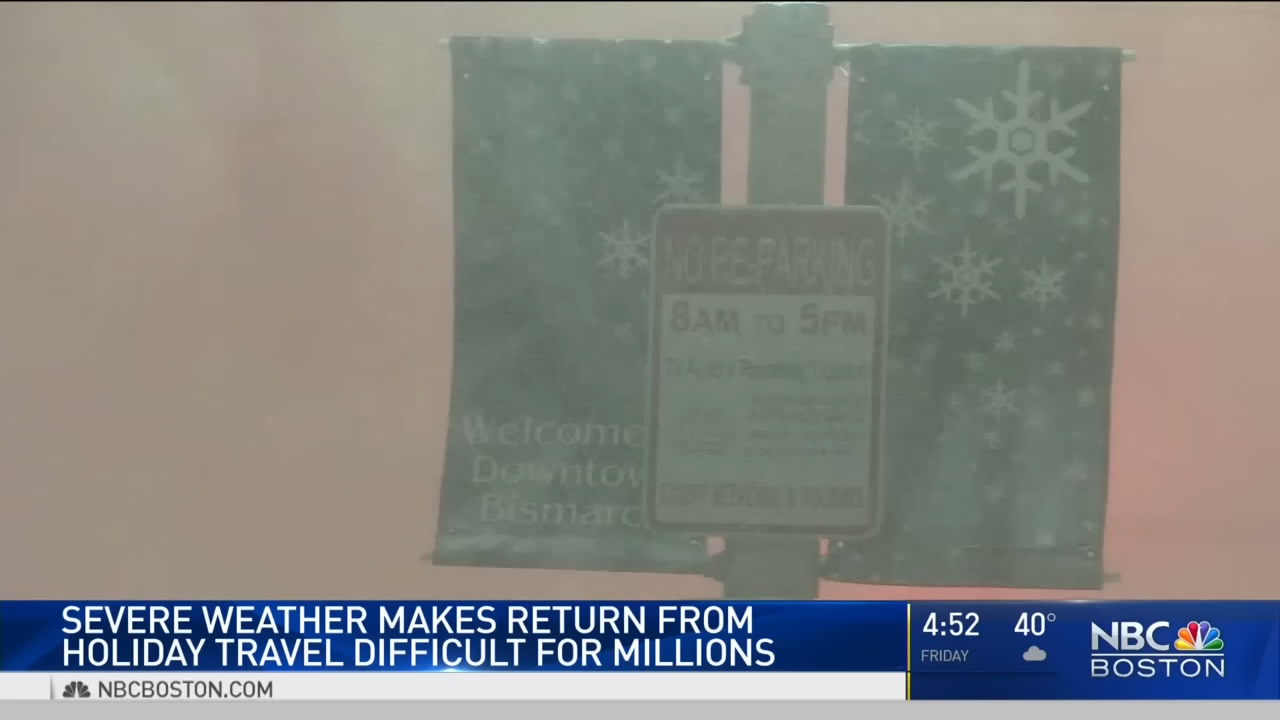 NO RE-PARKING
8AM TO 5PM
Welcome
Downtow
Bismarc
SEVERE WEATHER MAKES RETURN FROM
HOLIDAY TRAVEL DIFFICULT FOR MILLIONS
4:52 40°
FRIDAY
NBC
BOSTON
NBCBOSTON.COM